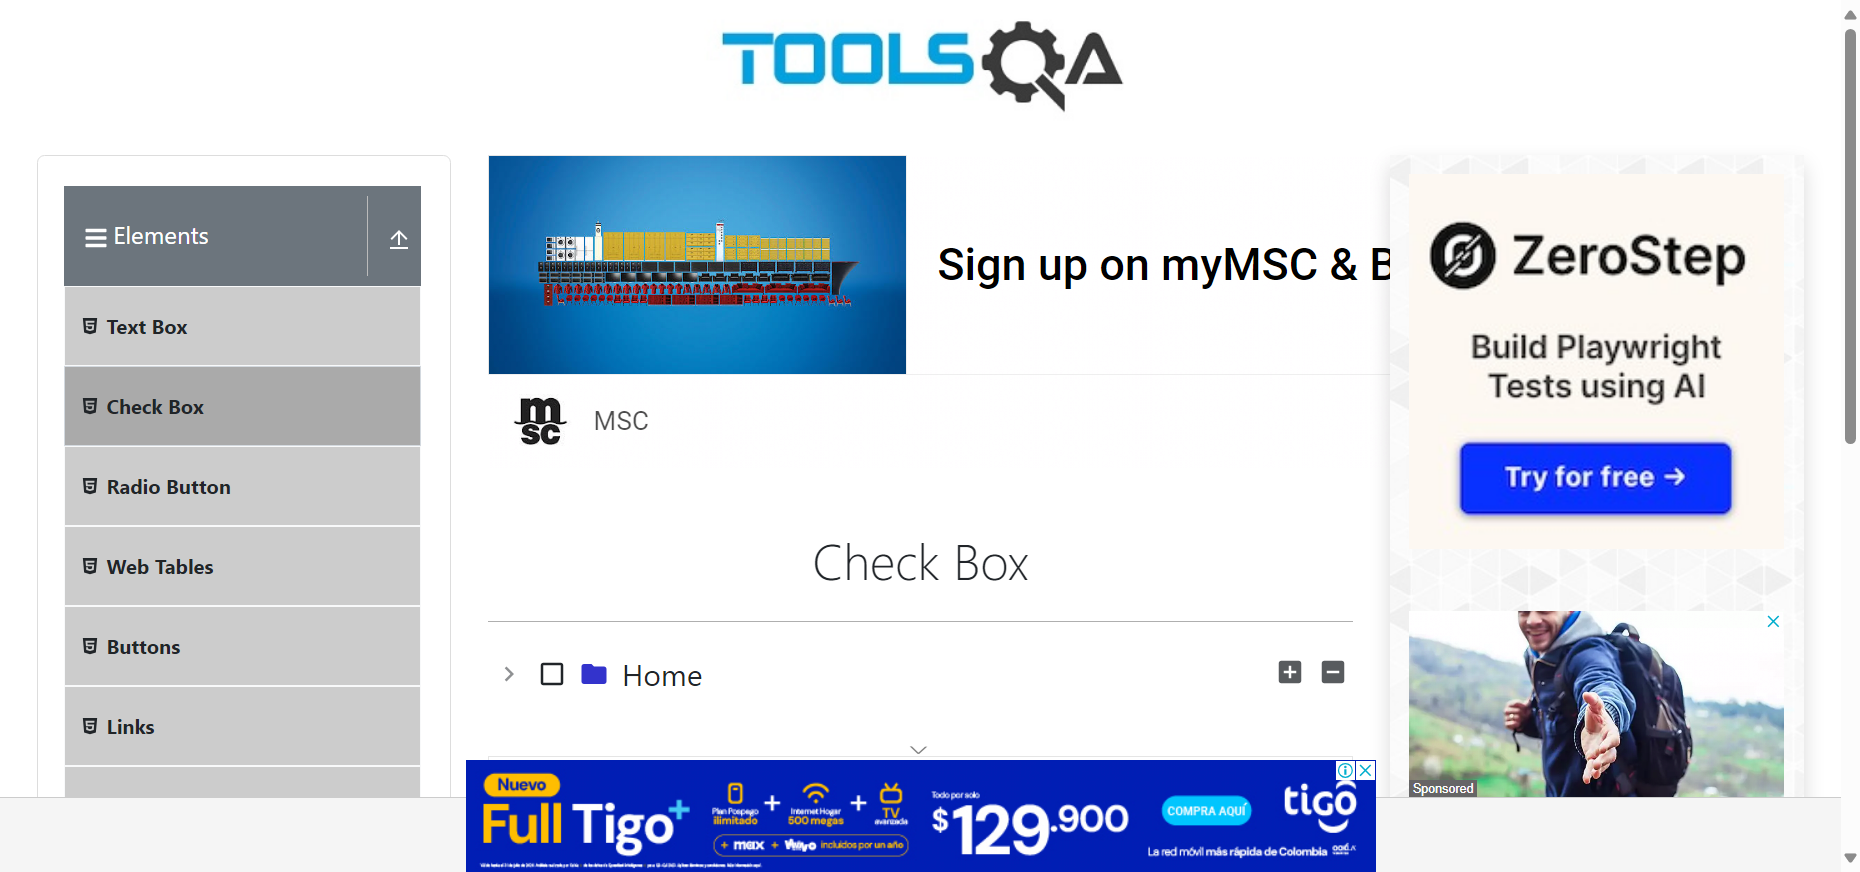 TOOLSQA
Elements
Text Box
Check Box
Radio Button
Web Tables
Buttons
Links
Sign up on myMSC & B
msc
MSC
Check Box
Home
ZeroStep
Build Playwright
Tests using AI
Try for free →
Sponsored
Nuevo
Full Tigo+
Plan Pospago
ilimitado
+
Internet Hogar
500 megas
+
TV
avanzada
+ max + ViX incluidos por un año
Todo por solo
$129.900
COMPRA AQUÍ
tigo
La red móvil más rápida de Colombia